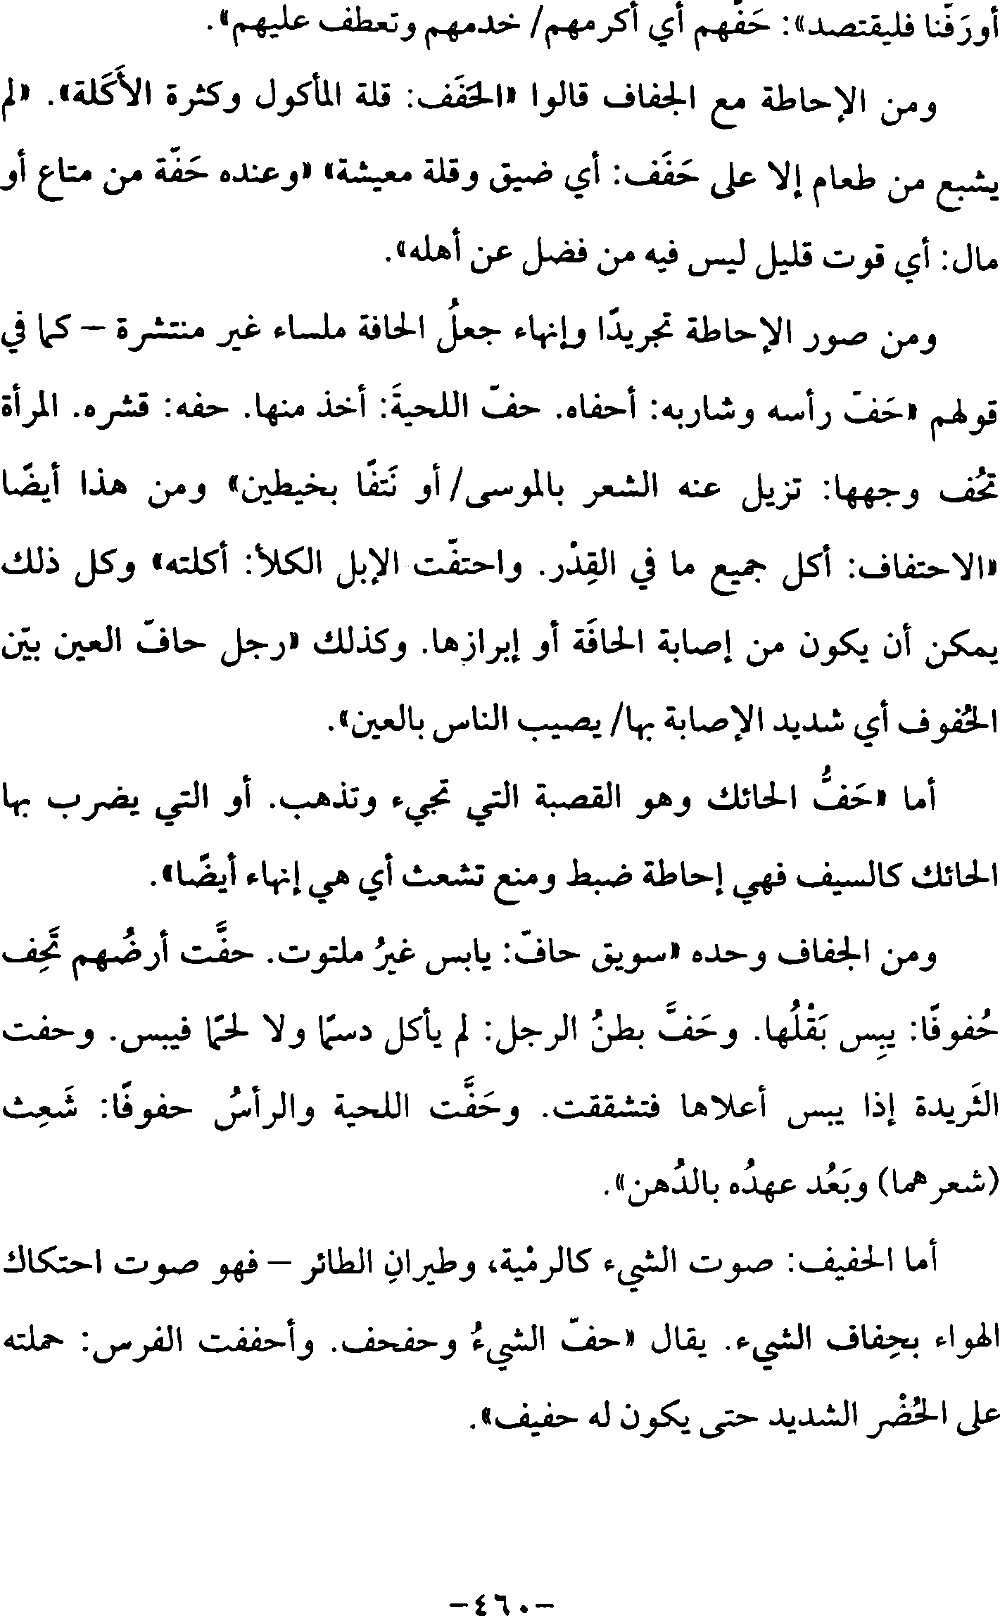 أورَفّنا فليقتصد»: حَفّهم أي أكرمهم/ خدمهم وتعطف عليهم».
ومن الإحاطة مع الجفاف قالوا «الحَفَف: قلة المأكول وكثرة الأَكَلة». «لم
يشبع من طعام إلا على حَفَف: أي ضيق وقلة معيشة» «وعنده حَفّة من متاع أو
مال: أي قوت قليل ليس فيه من فضل عن أهله».
ومن صور الإحاطة تجريدًا وإنهاء جعلُ الحافة ملساء غير منتشرة – كما في
قولهم «حَفّ رأسه وشاربه: أحفاه. حفّ اللحيةَ: أخذ منها. حفه: قشره. المرأة
تحُف وجهها: تزيل عنه الشعر بالموسى/ أو نَتفًا بخيطين» ومن هذا أيضًا
«الاحتفاف: أكل جميع ما في القِدْر. واحتفّت الإبل الكلأ: أكلته» وكل ذلك
يمكن أن يكون من إصابة الحافَة أو إبرازها. وكذلك «رجل حافّ العين بيّن
الحُفوف أي شديد الإصابة بها/ يصيب الناس بالعين».
أما «حَفُّ الحائك وهو القصبة التي تجيء وتذهب. أو التي يضرب بها
الحائك كالسيف فهي إحاطة ضبط ومنع تشعث أي هي إنهاء أيضًا».
ومن الجفاف وحده «سويق حافّ: يابس غيرُ ملتوت. حفَّت أرضُهم تَحِف
حُفوفًا: يبِس بَقْلُها. وحَفَّ بطنُ الرجل: لم يأكل دسمًا ولا لحمًا فيبس. وحفت
الثَريدة إذا يبس أعلاها فتشققت. وحَفَّت اللحية والرأسُ حفوفًا: شَعِث
(شعرهما) وبَعُد عهدُه بالدُهن».
أما الحفيف: صوت الشيء كالرمْية، وطيرانِ الطائر – فهو صوت احتكاك
الهواء بحِفاف الشيء. يقال «حفّ الشيءُ وحفحف. وأحففت الفرس: حملته
على الحُضْر الشديد حتى يكون له حفيف».
-٤٦٠-